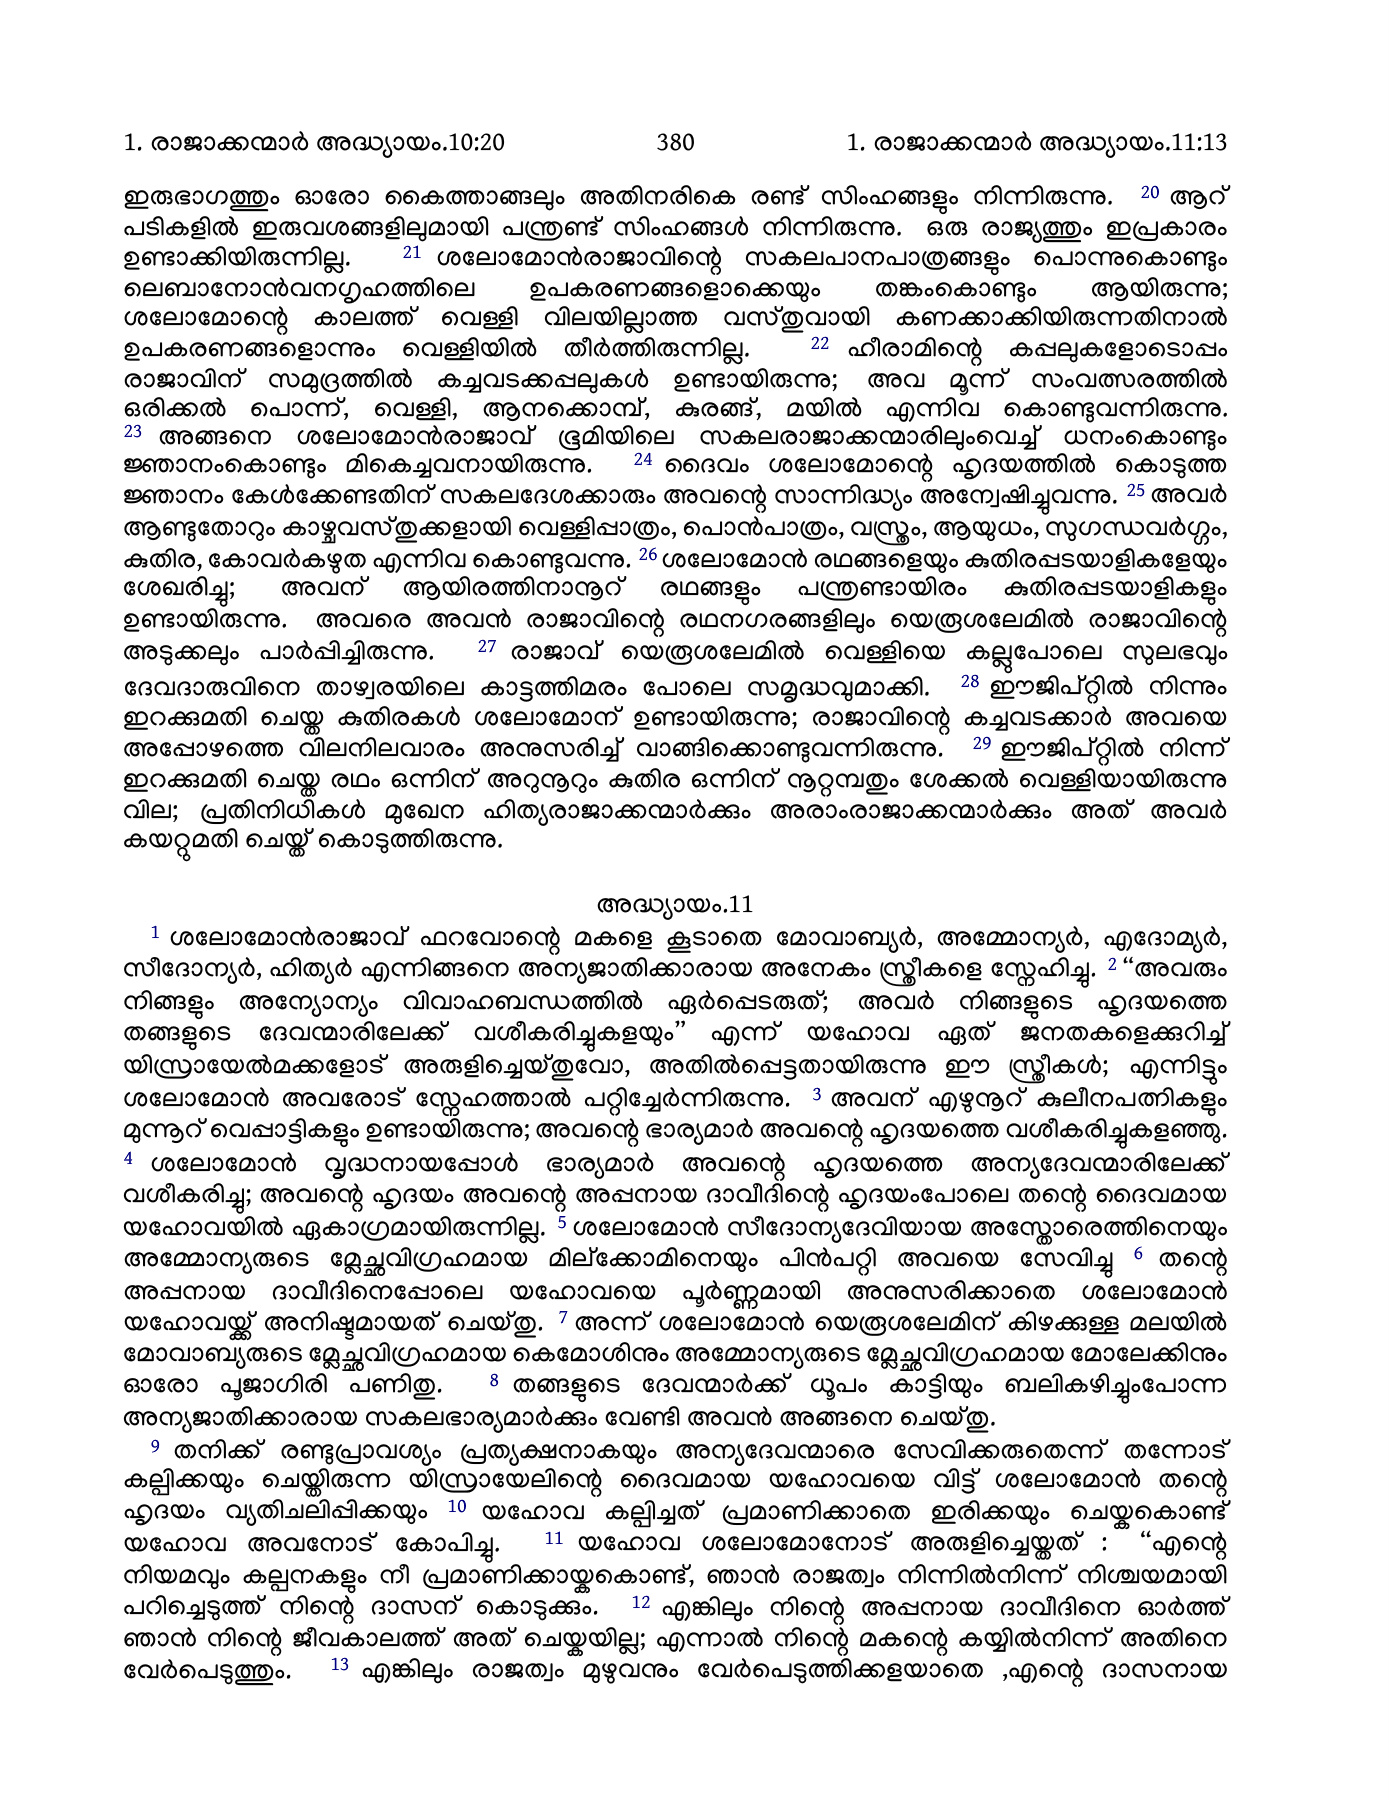 1. രാജാക്കന്മാർ അദ്ധ്യായം.10:20 380 1. രാജാക്കന്മാർ അദ്ധ്യായം.11:13
ഇരുഭാഗത്തും ഓരോ കൈത്താങ്ങലും അതിനരികെ രണ്ട് സിംഹങ്ങളും നിന്നിരുന്നു. 20 ആറ്
പടികളിൽ ഇരുവശങ്ങളിലുമായി പന്ത്രണ്ട് സിംഹങ്ങൾ നിന്നിരുന്നു. ഒരു രാജ്യത്തും ഇപ്രകാരം
ഉണ്ടാക്കിയിരുന്നില്ല. 21 ശലോമോൻരാജാവിന്റെ സകലപാനപാത്രങ്ങളും പൊന്നുകൊണ്ടും
ലെബാനോൻവനഗൃഹത്തിലെ ഉപകരണങ്ങളൊക്കെയും തങ്കംകൊണ്ടും ആയിരുന്നു;
ശലോമോന്റെ കാലത്ത് വെള്ളി വിലയില്ലാത്ത വസ്തുവായി കണക്കാക്കിയിരുന്നതിനാൽ
ഉപകരണങ്ങളൊന്നും വെള്ളിയിൽ തീർത്തിരുന്നില്ല. 22 ഹീരാമിന്റെ കപ്പലുകളോടൊപ്പം
രാജാവിന് സമുദ്രത്തിൽ കച്ചവടക്കപ്പലുകൾ ഉണ്ടായിരുന്നു; അവ മൂന്ന് സംവത്സരത്തിൽ
ഒരിക്കൽ പൊന്ന്, വെള്ളി, ആനക്കൊമ്പ്, കുരങ്ങ്, മയിൽ എന്നിവ കൊണ്ടുവന്നിരുന്നു.
23 അങ്ങനെ ശലോമോൻരാജാവ് ഭൂമിയിലെ സകലരാജാക്കന്മാരിലുംവെച്ച് ധനംകൊണ്ടും
ജ്ഞാനംകൊണ്ടും മികെച്ചവനായിരുന്നു. 24 ദൈവം ശലോമോന്റെ ഹൃദയത്തിൽ കൊടുത്ത
ജ്ഞാനം കേൾക്കേണ്ടതിന് സകലദേശക്കാരും അവന്റെ സാന്നിദ്ധ്യം അന്വേഷിച്ചുവന്നു. 25 അവർ
ആണ്ടുതോറും കാഴ്ചവസ്തുക്കളായി വെള്ളിപ്പാത്രം, പൊൻപാത്രം, വസ്ത്രം, ആയുധം, സുഗന്ധവർഗ്ഗം,
കുതിര, കോവർകഴുത എന്നിവ കൊണ്ടുവന്നു. 26 ശലോമോൻ രഥങ്ങളെയും കുതിരപ്പടയാളികളേയും
ശേഖരിച്ചു; അവന് ആയിരത്തിനാനൂറ് രഥങ്ങളും പന്ത്രണ്ടായിരം കുതിരപ്പടയാളികളും
ഉണ്ടായിരുന്നു. അവരെ അവൻ രാജാവിന്റെ രഥനഗരങ്ങളിലും യെരൂശലേമിൽ രാജാവിന്റെ
അടുക്കലും പാർപ്പിച്ചിരുന്നു. 27 രാജാവ് യെരൂശലേമിൽ വെള്ളിയെ കല്ലുപോലെ സുലഭവും
ദേവദാരുവിനെ താഴ്വരയിലെ കാട്ടത്തിമരം പോലെ സമൃദ്ധവുമാക്കി. 28 ഈജിപ്റ്റിൽ നിന്നും
ഇറക്കുമതി ചെയ്ത കുതിരകൾ ശലോമോന് ഉണ്ടായിരുന്നു; രാജാവിന്റെ കച്ചവടക്കാർ അവയെ
അപ്പോഴത്തെ വിലനിലവാരം അനുസരിച്ച് വാങ്ങിക്കൊണ്ടുവന്നിരുന്നു. 29 ഈജിപ്റ്റിൽ നിന്ന്
ഇറക്കുമതി ചെയ്ത രഥം ഒന്നിന് അറുനൂറും കുതിര ഒന്നിന് നൂറ്റമ്പതും ശേക്കൽ വെള്ളിയായിരുന്നു
വില; പ്രതിനിധികൾ മുഖേന ഹിത്യരാജാക്കന്മാർക്കും അരാംരാജാക്കന്മാർക്കും അത് അവർ
കയറ്റുമതി ചെയ്ത് കൊടുത്തിരുന്നു.
അദ്ധ്യായം.11
1 ശലോമോൻരാജാവ് ഫറവോന്റെ മകളെ കൂടാതെ മോവാബ്യർ, അമ്മോന്യർ, എദോമ്യർ,
സീദോന്യർ, ഹിത്യർ എന്നിങ്ങനെ അന്യജാതിക്കാരായ അനേകം സ്ത്രീകളെ സ്നേഹിച്ചു. 2 “അവരും
നിങ്ങളും അന്യോന്യം വിവാഹബന്ധത്തിൽ ഏർപ്പെടരുത്; അവർ നിങ്ങളുടെ ഹൃദയത്തെ
തങ്ങളുടെ ദേവന്മാരിലേക്ക് വശീകരിച്ചുകളയും” എന്ന് യഹോവ ഏത് ജനതകളെക്കുറിച്ച്
യിസ്രായേൽമക്കളോട് അരുളിച്ചെയ്തുവോ, അതിൽപ്പെട്ടതായിരുന്നു ഈ സ്ത്രീകൾ; എന്നിട്ടും
ശലോമോൻ അവരോട് സ്നേഹത്താൽ പറ്റിച്ചേർന്നിരുന്നു. 3 അവന് എഴുനൂറ് കുലീനപത്നികളും
മുന്നൂറ് വെപ്പാട്ടികളും ഉണ്ടായിരുന്നു; അവന്റെ ഭാര്യമാർ അവന്റെ ഹൃദയത്തെ വശീകരിച്ചുകളഞ്ഞു.
4 ശലോമോൻ വൃദ്ധനായപ്പോൾ ഭാര്യമാർ അവന്റെ ഹൃദയത്തെ അന്യദേവന്മാരിലേക്ക്
വശീകരിച്ചു; അവന്റെ ഹൃദയം അവന്റെ അപ്പനായ ദാവീദിന്റെ ഹൃദയംപോലെ തന്റെ ദൈവമായ
യഹോവയിൽ ഏകാഗ്രമായിരുന്നില്ല. 5 ശലോമോൻ സീദോന്യദേവിയായ അസ്തോരെത്തിനെയും
അമ്മോന്യരുടെ മ്ലേച്ഛവിഗ്രഹമായ മില്ക്കോമിനെയും പിൻപറ്റി അവയെ സേവിച്ചു 6 തന്റെ
അപ്പനായ ദാവീദിനെപ്പോലെ യഹോവയെ പൂർണ്ണമായി അനുസരിക്കാതെ ശലോമോൻ
യഹോവയ്ക്ക് അനിഷ്ടമായത് ചെയ്തു. 7 അന്ന് ശലോമോൻ യെരൂശലേമിന് കിഴക്കുള്ള മലയിൽ
മോവാബ്യരുടെ മ്ലേച്ഛവിഗ്രഹമായ കെമോശിനും അമ്മോന്യരുടെ മ്ലേച്ഛവിഗ്രഹമായ മോലേക്കിനും
ഓരോ പൂജാഗിരി പണിതു. 8 തങ്ങളുടെ ദേവന്മാർക്ക് ധൂപം കാട്ടിയും ബലികഴിച്ചുംപോന്ന
അന്യജാതിക്കാരായ സകലഭാര്യമാർക്കും വേണ്ടി അവൻ അങ്ങനെ ചെയ്തു.
9 തനിക്ക് രണ്ടുപ്രാവശ്യം പ്രത്യക്ഷനാകയും അന്യദേവന്മാരെ സേവിക്കരുതെന്ന് തന്നോട്
കല്പിക്കയും ചെയ്തിരുന്ന യിസ്രായേലിന്റെ ദൈവമായ യഹോവയെ വിട്ട് ശലോമോൻ തന്റെ
ഹൃദയം വ്യതിചലിപ്പിക്കയും 10 യഹോവ കല്പിച്ചത് പ്രമാണിക്കാതെ ഇരിക്കയും ചെയ്കകൊണ്ട്
യഹോവ അവനോട് കോപിച്ചു. 11 യഹോവ ശലോമോനോട് അരുളിച്ചെയ്തത് : “എന്റെ
നിയമവും കല്പനകളും നീ പ്രമാണിക്കായ്കകൊണ്ട്, ഞാൻ രാജത്വം നിന്നിൽനിന്ന് നിശ്ചയമായി
പറിച്ചെടുത്ത് നിന്റെ ദാസന് കൊടുക്കും. 12 എങ്കിലും നിന്റെ അപ്പനായ ദാവീദിനെ ഓർത്ത്
ഞാൻ നിന്റെ ജീവകാലത്ത് അത് ചെയ്കയില്ല; എന്നാൽ നിന്റെ മകന്റെ കയ്യിൽനിന്ന് അതിനെ
വേർപെടുത്തും. 13 എങ്കിലും രാജത്വം മുഴുവനും വേർപെടുത്തിക്കളയാതെ ,എന്റെ ദാസനായ